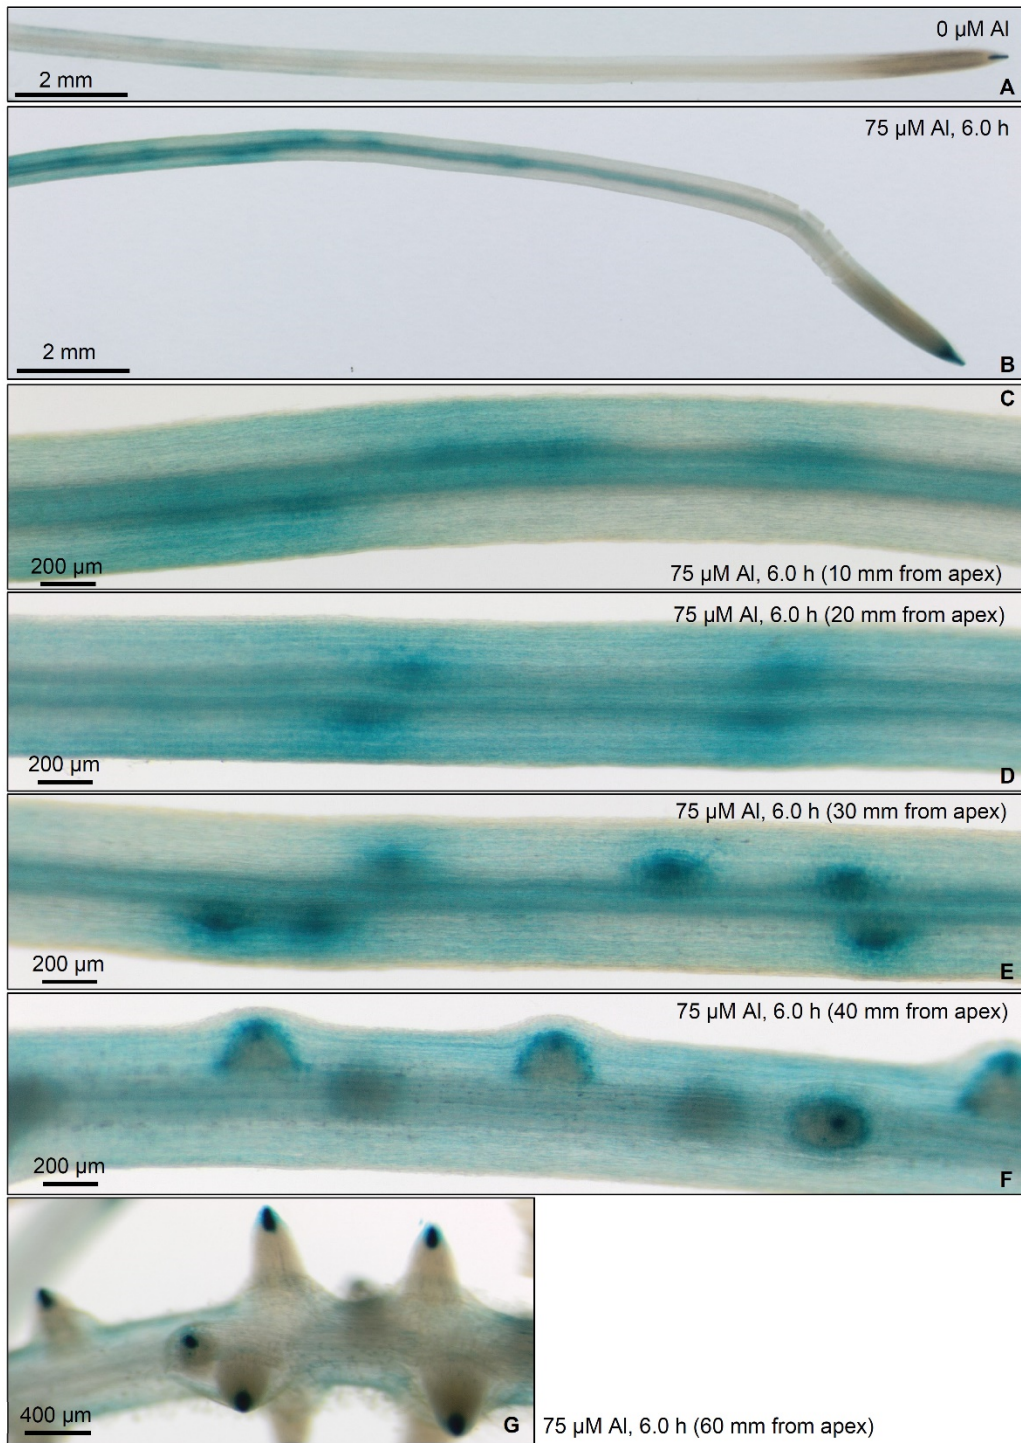 0 µM Al
2 mm
A
75 µM Al, 6.0 h
2 mm
B
C
200 µm
75 µM Al, 6.0 h (10 mm from apex)
75 µM Al, 6.0 h (20 mm from apex)
200 µm
D
75 µM Al, 6.0 h (30 mm from apex)
200 µm
E
75 µM Al, 6.0 h (40 mm from apex)
200 µm
F
400 µm
G
75 µM Al, 6.0 h (60 mm from apex)